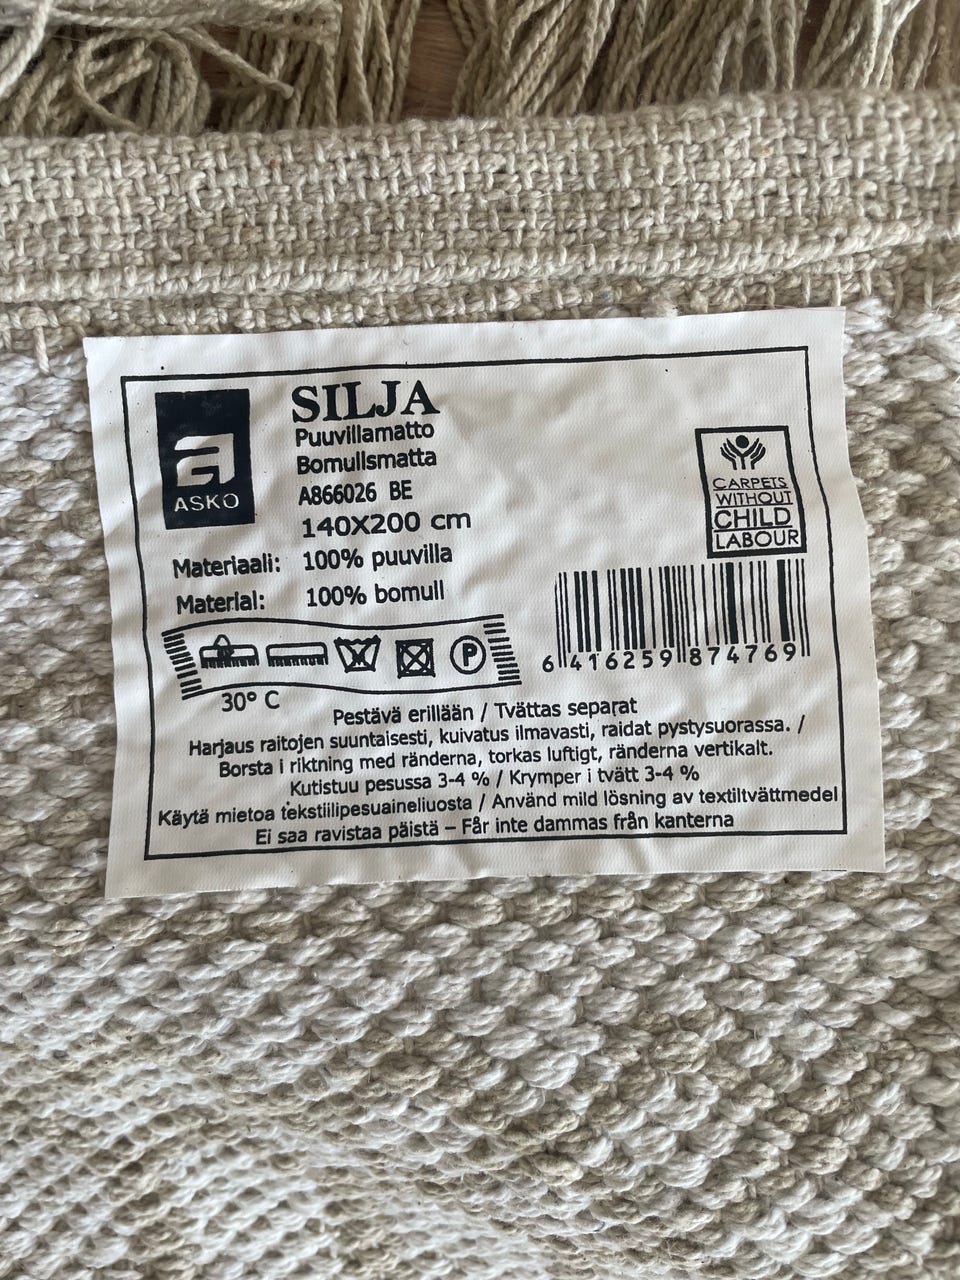 ASKO
SILJA
Puuvillamatto
Bomullsmatta
A866026 BE
140X200 cm
Materiaali: 100% puuvilla
Material: 100% bomull
CARPETS
WITHOUT
CHILD
LABOUR
P
30° C
6 416259 874769
Pestävä erillään / Tvättas separat
Harjaus raitojen suuntaisesti, kuivatus ilmavasti, raidat pystysuorassa. /
Borsta i riktning med ränderna, torkas luftigt, ränderna vertikalt.
Kutistuu pesussa 3-4 % / Krymper i tvätt 3-4 %
Käytä mietoa tekstiilipesuaineliuosta / Använd mild lösning av textiltvättmedel
Ei saa ravistaa päistä – Får inte dammas från kanterna